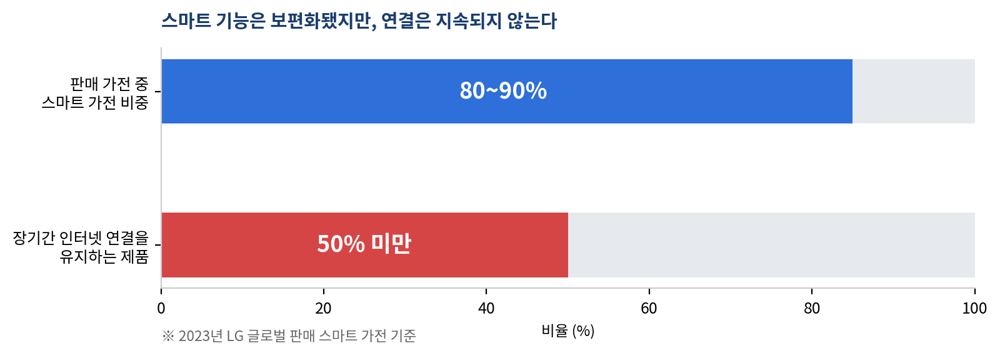 스마트 기능은 보편화됐지만, 연결은 지속되지 않는다
판매 가전 중
스마트 가전 비중
80~90%
장기간 인터넷 연결을
유지하는 제품
50% 미만
0 20 40 60 80 100
비율 (%)
※ 2023년 LG 글로벌 판매 스마트 가전 기준